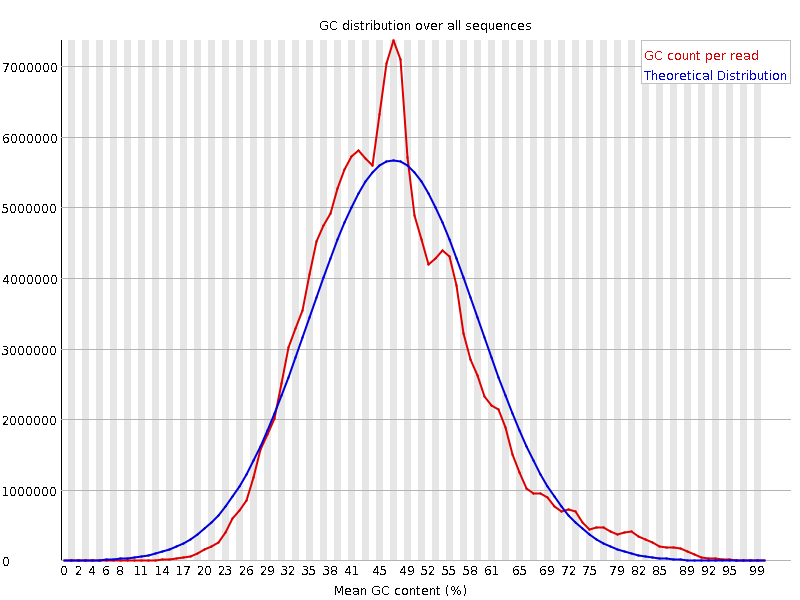 GC distribution over all sequences
GC count per read
Theoretical Distribution
7000000
6000000
5000000
4000000
3000000
2000000
1000000
0
0 2 4 6 8 11 14 17 20 23 26 29 32 35 38 41 45 49 52 55 58 61 65 69 72 75 79 82 85 89 92 95 99
Mean GC content (%)